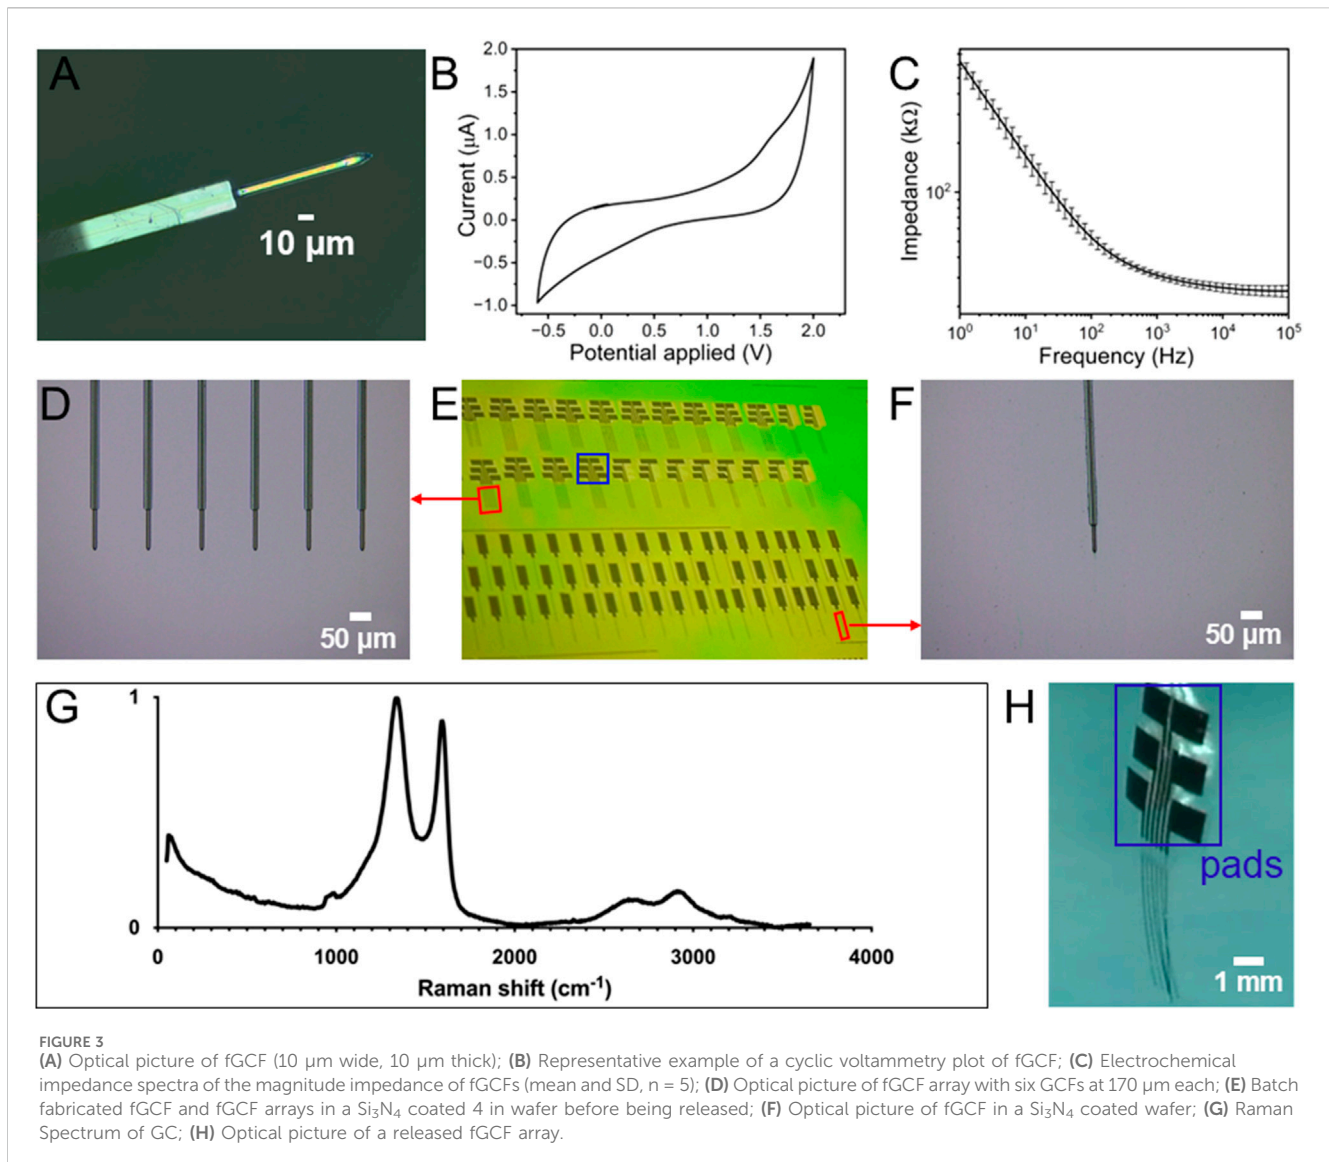 A
10 µm
B
2.0
1.5
1.0
0.5
0.0
−0.5
−1.0
Current (µA)
−0.5 0.0 0.5 1.0 1.5 2.0
Potential applied (V)
C
Impedance (kΩ)
10²
10⁰ 10¹ 10² 10³ 10⁴ 10⁵
Frequency (Hz)
D
50 µm
E
F
50 µm
G
1
0
0 1000 2000 3000 4000
Raman shift (cm⁻¹)
H
pads
1 mm
FIGURE 3
(A) Optical picture of fGCF (10 µm wide, 10 µm thick); (B) Representative example of a cyclic voltammetry plot of fGCF; (C) Electrochemical
impedance spectra of the magnitude impedance of fGCFs (mean and SD, n = 5); (D) Optical picture of fGCF array with six GCFs at 170 µm each; (E) Batch
fabricated fGCF and fGCF arrays in a Si₃N₄ coated 4 in wafer before being released; (F) Optical picture of fGCF in a Si₃N₄ coated wafer; (G) Raman
Spectrum of GC; (H) Optical picture of a released fGCF array.